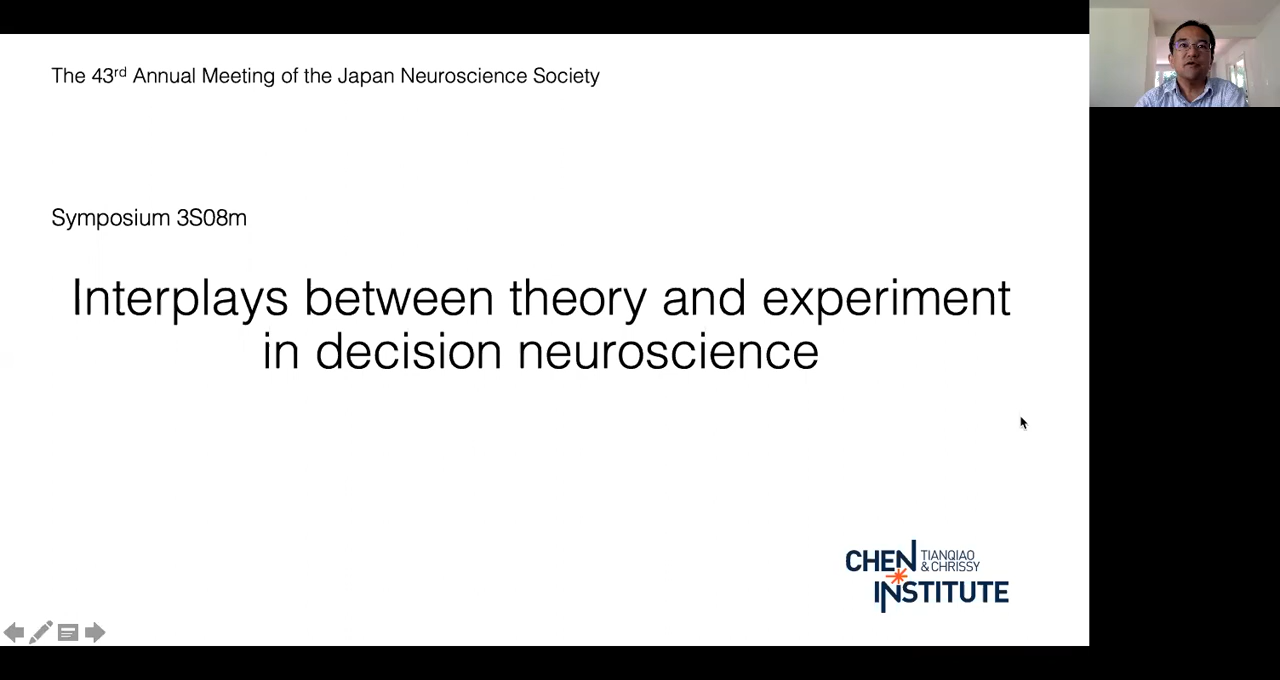 The 43rd Annual Meeting of the Japan Neuroscience Society
Symposium 3S08m
Interplays between theory and experiment
in decision neuroscience
CHEN TIANQIAO
& CHRISSY
INSTITUTE